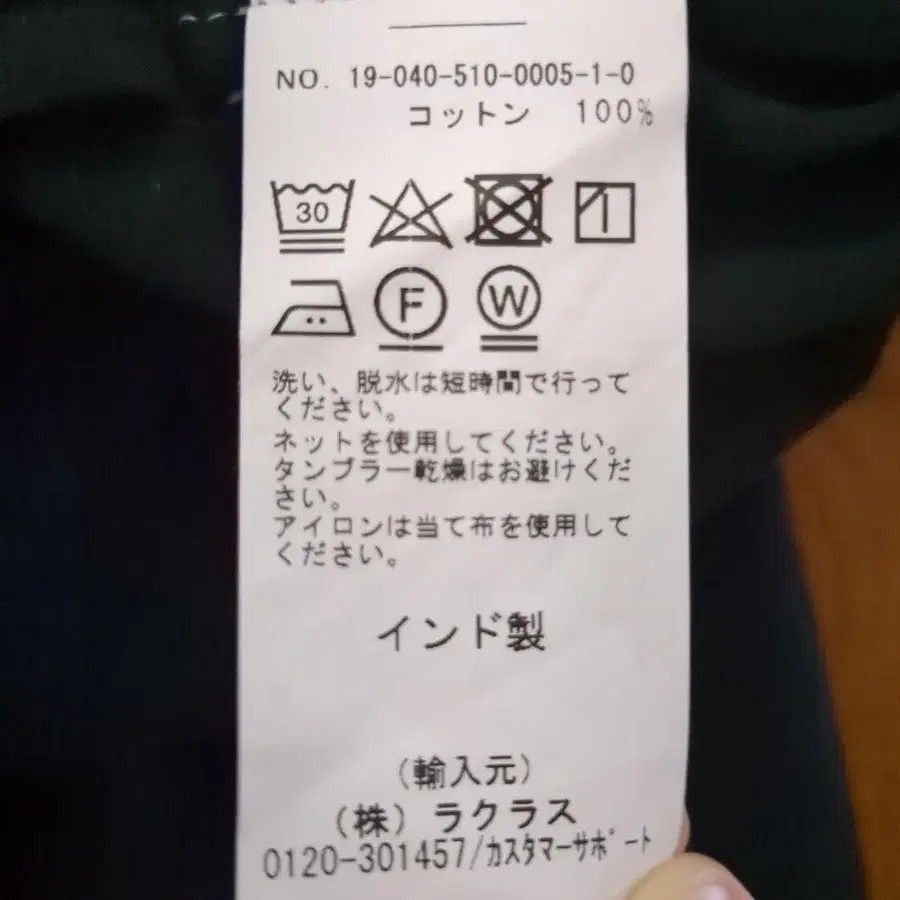 NO. 19-040-510-0005-1-0
コットン 100%
30
F W
洗い、脱水は短時間で行って
ください。
ネットを使用してください。
タンブラー乾燥はお避けくだ
さい。
アイロンは当て布を使用して
ください。
インド製
(輸入元)
(株)ラクラス
0120-301457/カスタマーサポート